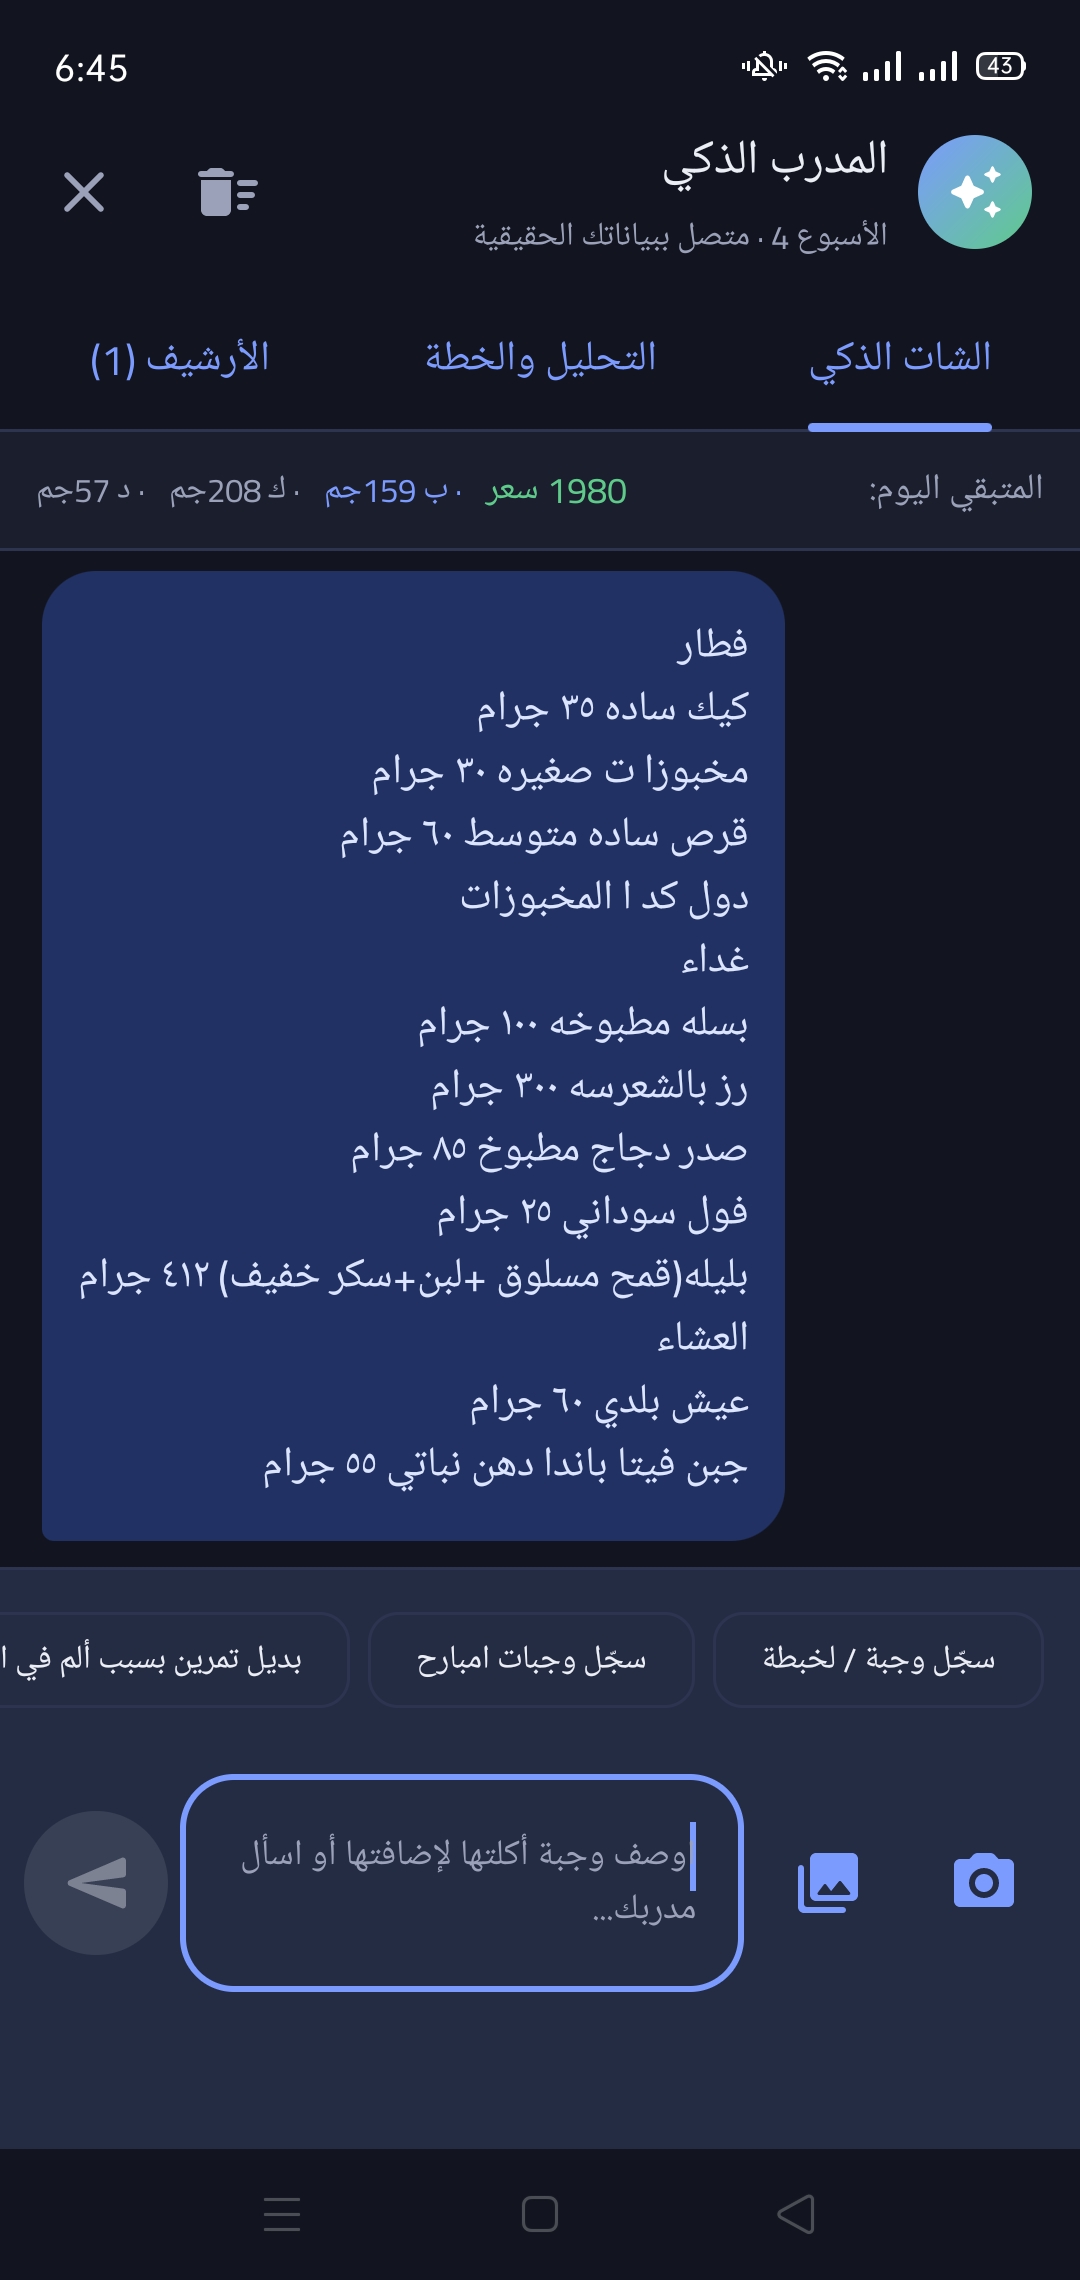 6:45
43
المدرب الذكي
الأسبوع 4 · متصل ببياناتك الحقيقية
الشات الذكي
التحليل والخطة
الأرشيف (1)
المتبقي اليوم:
1980 سعر
· ب 159جم
· ك 208جم
· د 57جم
فطار
كيك ساده ٣٥ جرام
مخبوزا ت صغيره ٣٠ جرام
قرص ساده متوسط ٦٠ جرام
دول كد ا المخبوزات
غداء
بسله مطبوخه ١٠٠ جرام
رز بالشعرسه ٣٠٠ جرام
صدر دجاج مطبوخ ٨٥ جرام
فول سوداني ٢٥ جرام
بليله(قمح مسلوق +لبن+سكر خفيف) ٤١٢ جرام
العشاء
عيش بلدي ٦٠ جرام
جبن فيتا باندا دهن نباتي ٥٥ جرام
سجّل وجبة / لخبطة
سجّل وجبات امبارح
بديل تمرين بسبب ألم في ا
اوصف وجبة أكلتها لإضافتها أو اسأل
مدربك...